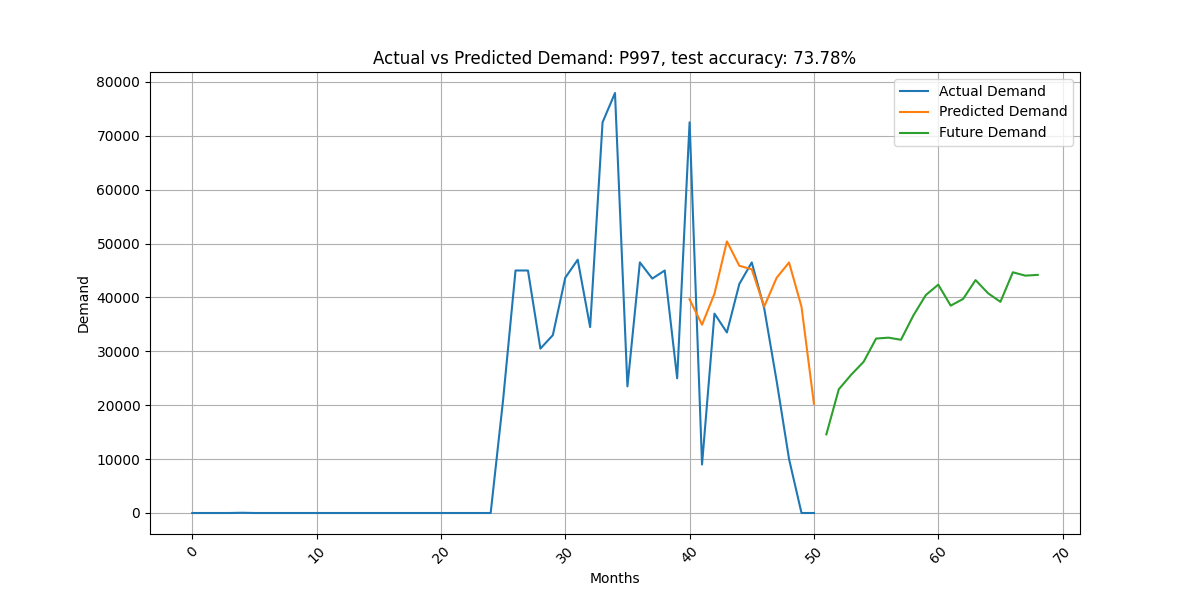 Actual vs Predicted Demand: P997, test accuracy: 73.78%
Actual Demand
Predicted Demand
Future Demand
80000
70000
60000
50000
40000
30000
20000
10000
0
Demand
0 10 20 30 40 50 60 70
Months